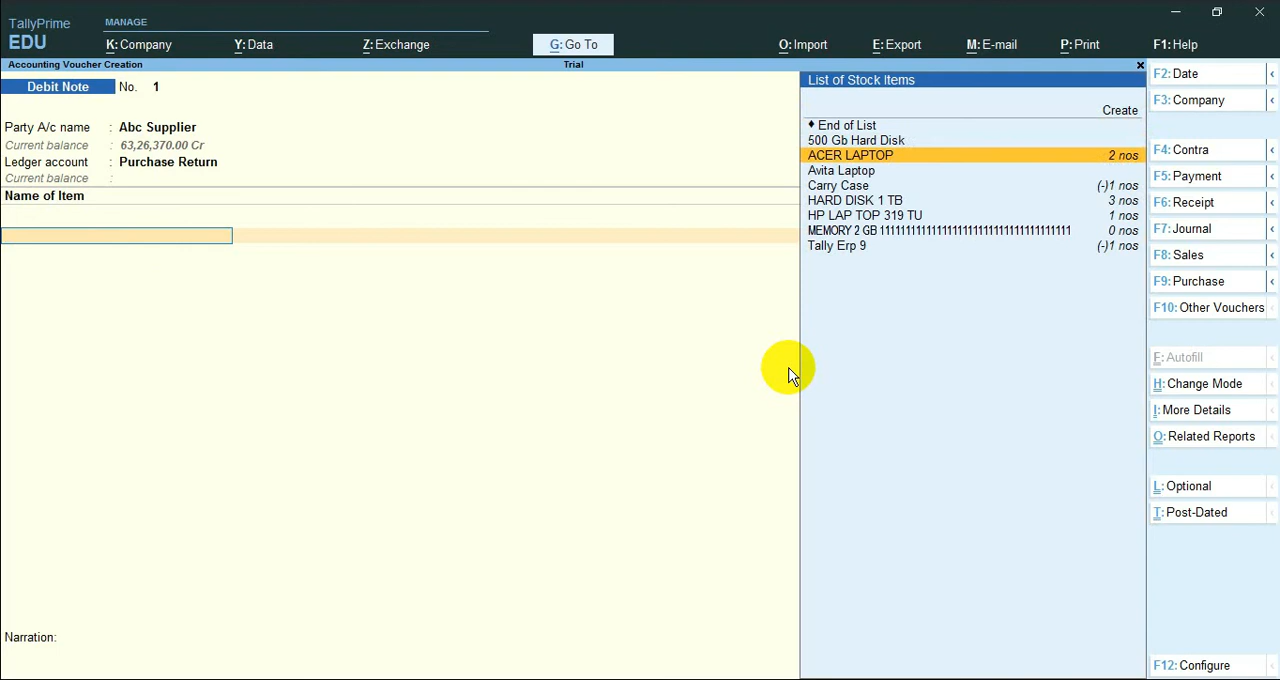 TallyPrime
EDU
MANAGE
K: Company
Y: Data
Z: Exchange
G: Go To
O: Import
E: Export
M: E-mail
P: Print
F1: Help
Accounting Voucher Creation
Trial
Debit Note No. 1
Party A/c name : Abc Supplier
Current balance : 63,26,370.00 Cr
Ledger account : Purchase Return
Current balance :
Name of Item
Narration:
List of Stock Items
Create
♦ End of List
500 Gb Hard Disk
ACER LAPTOP 2 nos
Avita Laptop
Carry Case (-)1 nos
HARD DISK 1 TB 3 nos
HP LAP TOP 319 TU 1 nos
MEMORY 2 GB 0 nos
Tally Erp 9 (-)1 nos
F2: Date
F3: Company
F4: Contra
F5: Payment
F6: Receipt
F7: Journal
F8: Sales
F9: Purchase
F10: Other Vouchers
F: Autofill
H: Change Mode
I: More Details
O: Related Reports
L: Optional
T: Post-Dated
F12: Configure